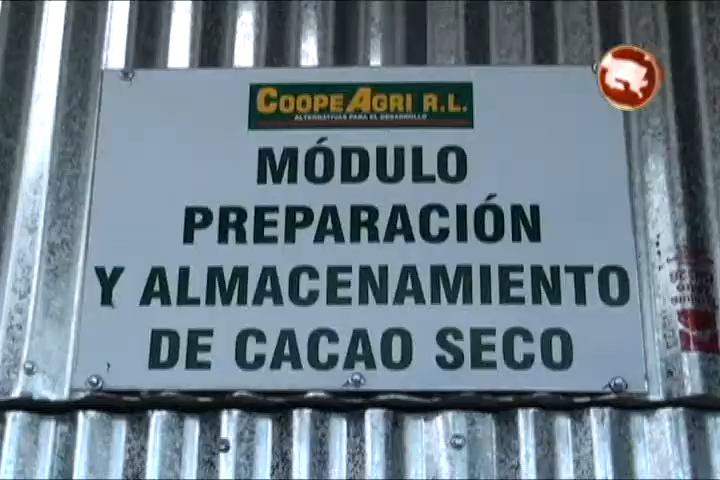 COOPEAGRI R.L.
ALTERNATIVAS PARA EL DESARROLLO
MÓDULO
PREPARACIÓN
Y ALMACENAMIENTO
DE CACAO SECO